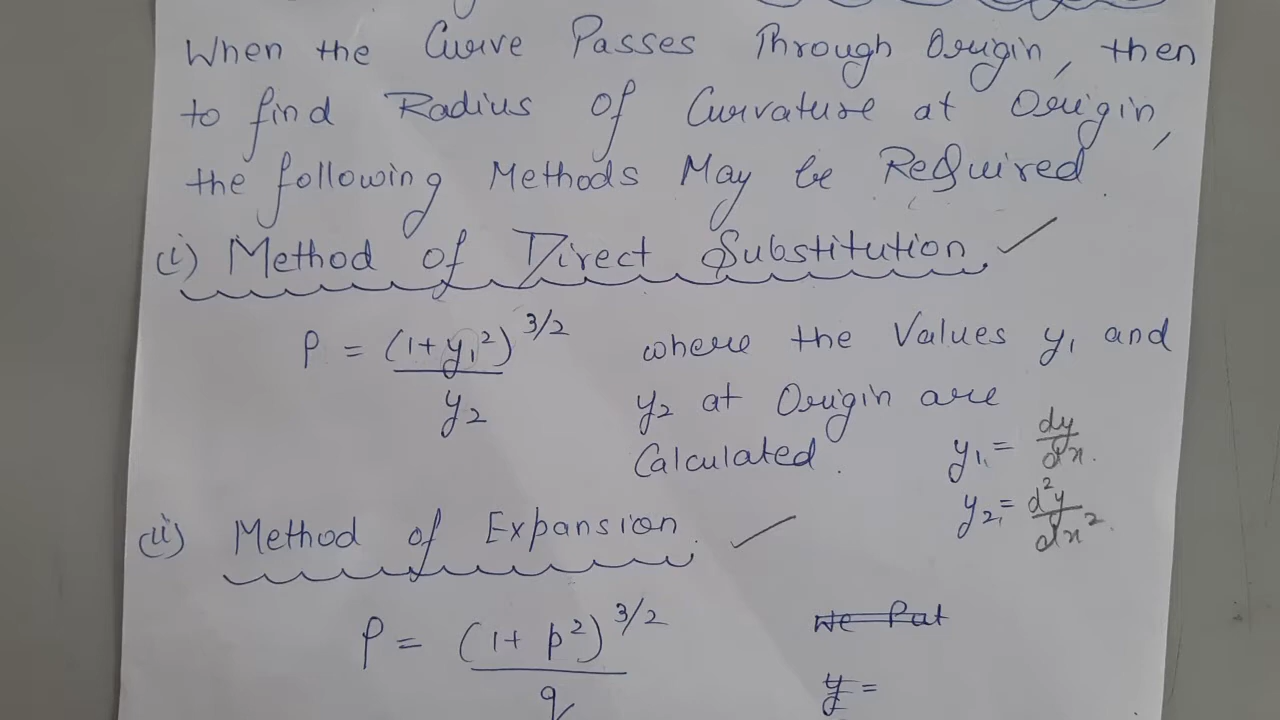 When the Curve Passes Through Origin, then
to find Radius of Curvature at Origin,
the following Methods May be Required.
(i) Method of Direct Substitution.
ρ = (1+y₁²)^3/2 / y₂
where the Values y₁ and
y₂ at Origin are
Calculated.
y₁ = dy/dx.
y₂ = d²y/dx².
(ii) Method of Expansion.
ρ = (1+p²)^3/2 / q
We Put
y =